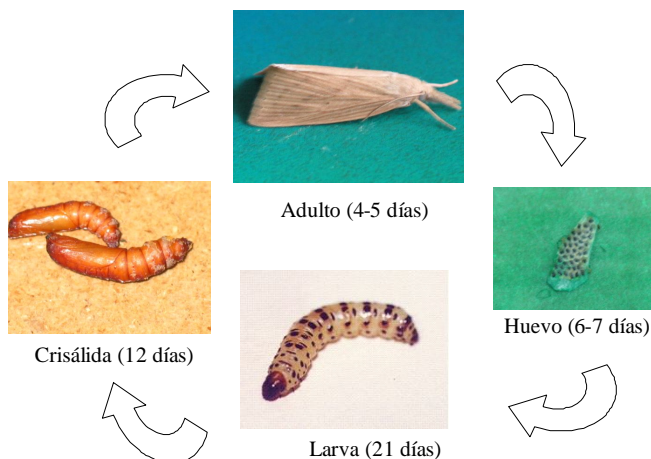 Adulto (4-5 días)
Huevo (6-7 días)
Larva (21 días)
Crisálida (12 días)